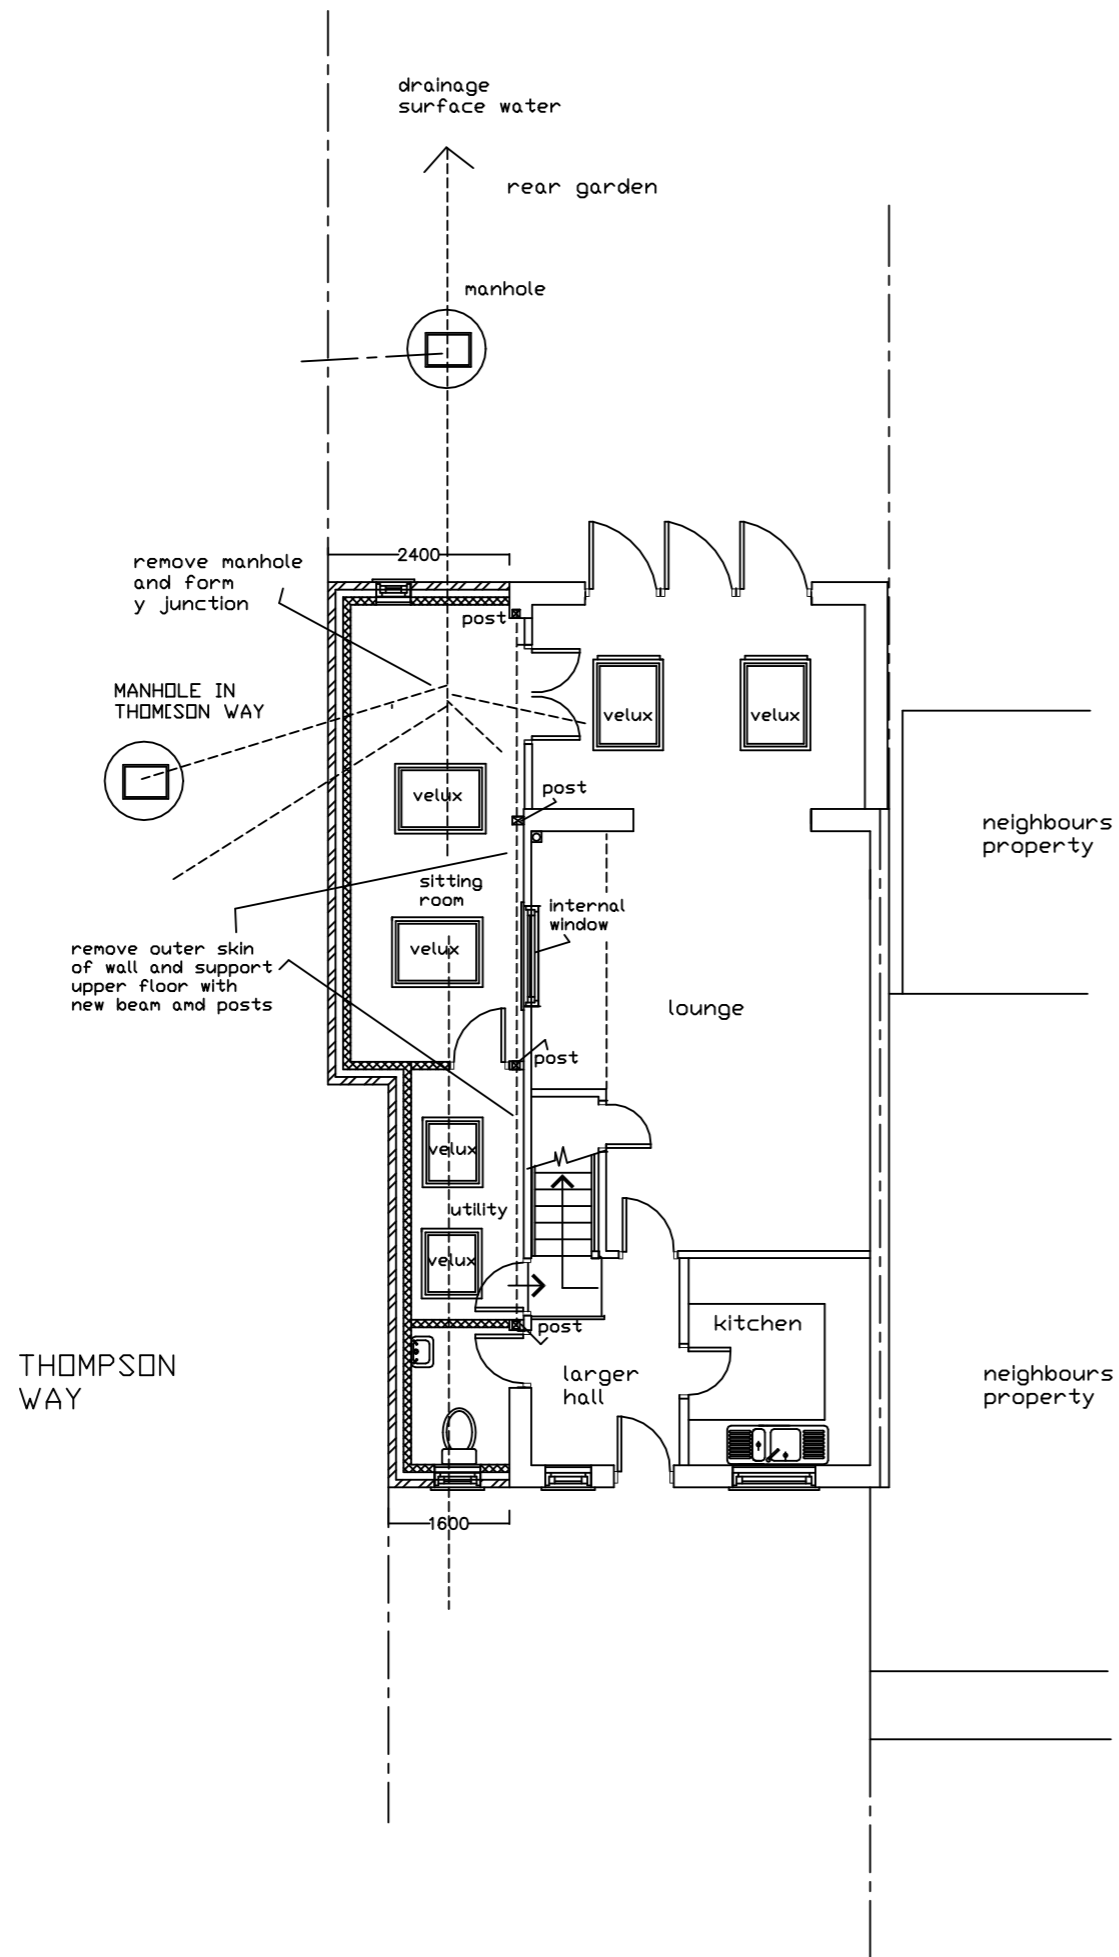 drainage
surface water
rear garden
manhole
2400
remove manhole
and form
y junction
post
MANHOLE IN
THOMESON WAY
velux
velux
velux
post
neighbours
property
sitting
room
internal
window
remove outer skin
of wall and support
upper floor with
new beam amd posts
velux
lounge
post
velux
utility
velux
kitchen
post
THOMPSON
WAY
larger
hall
neighbours
property
1600